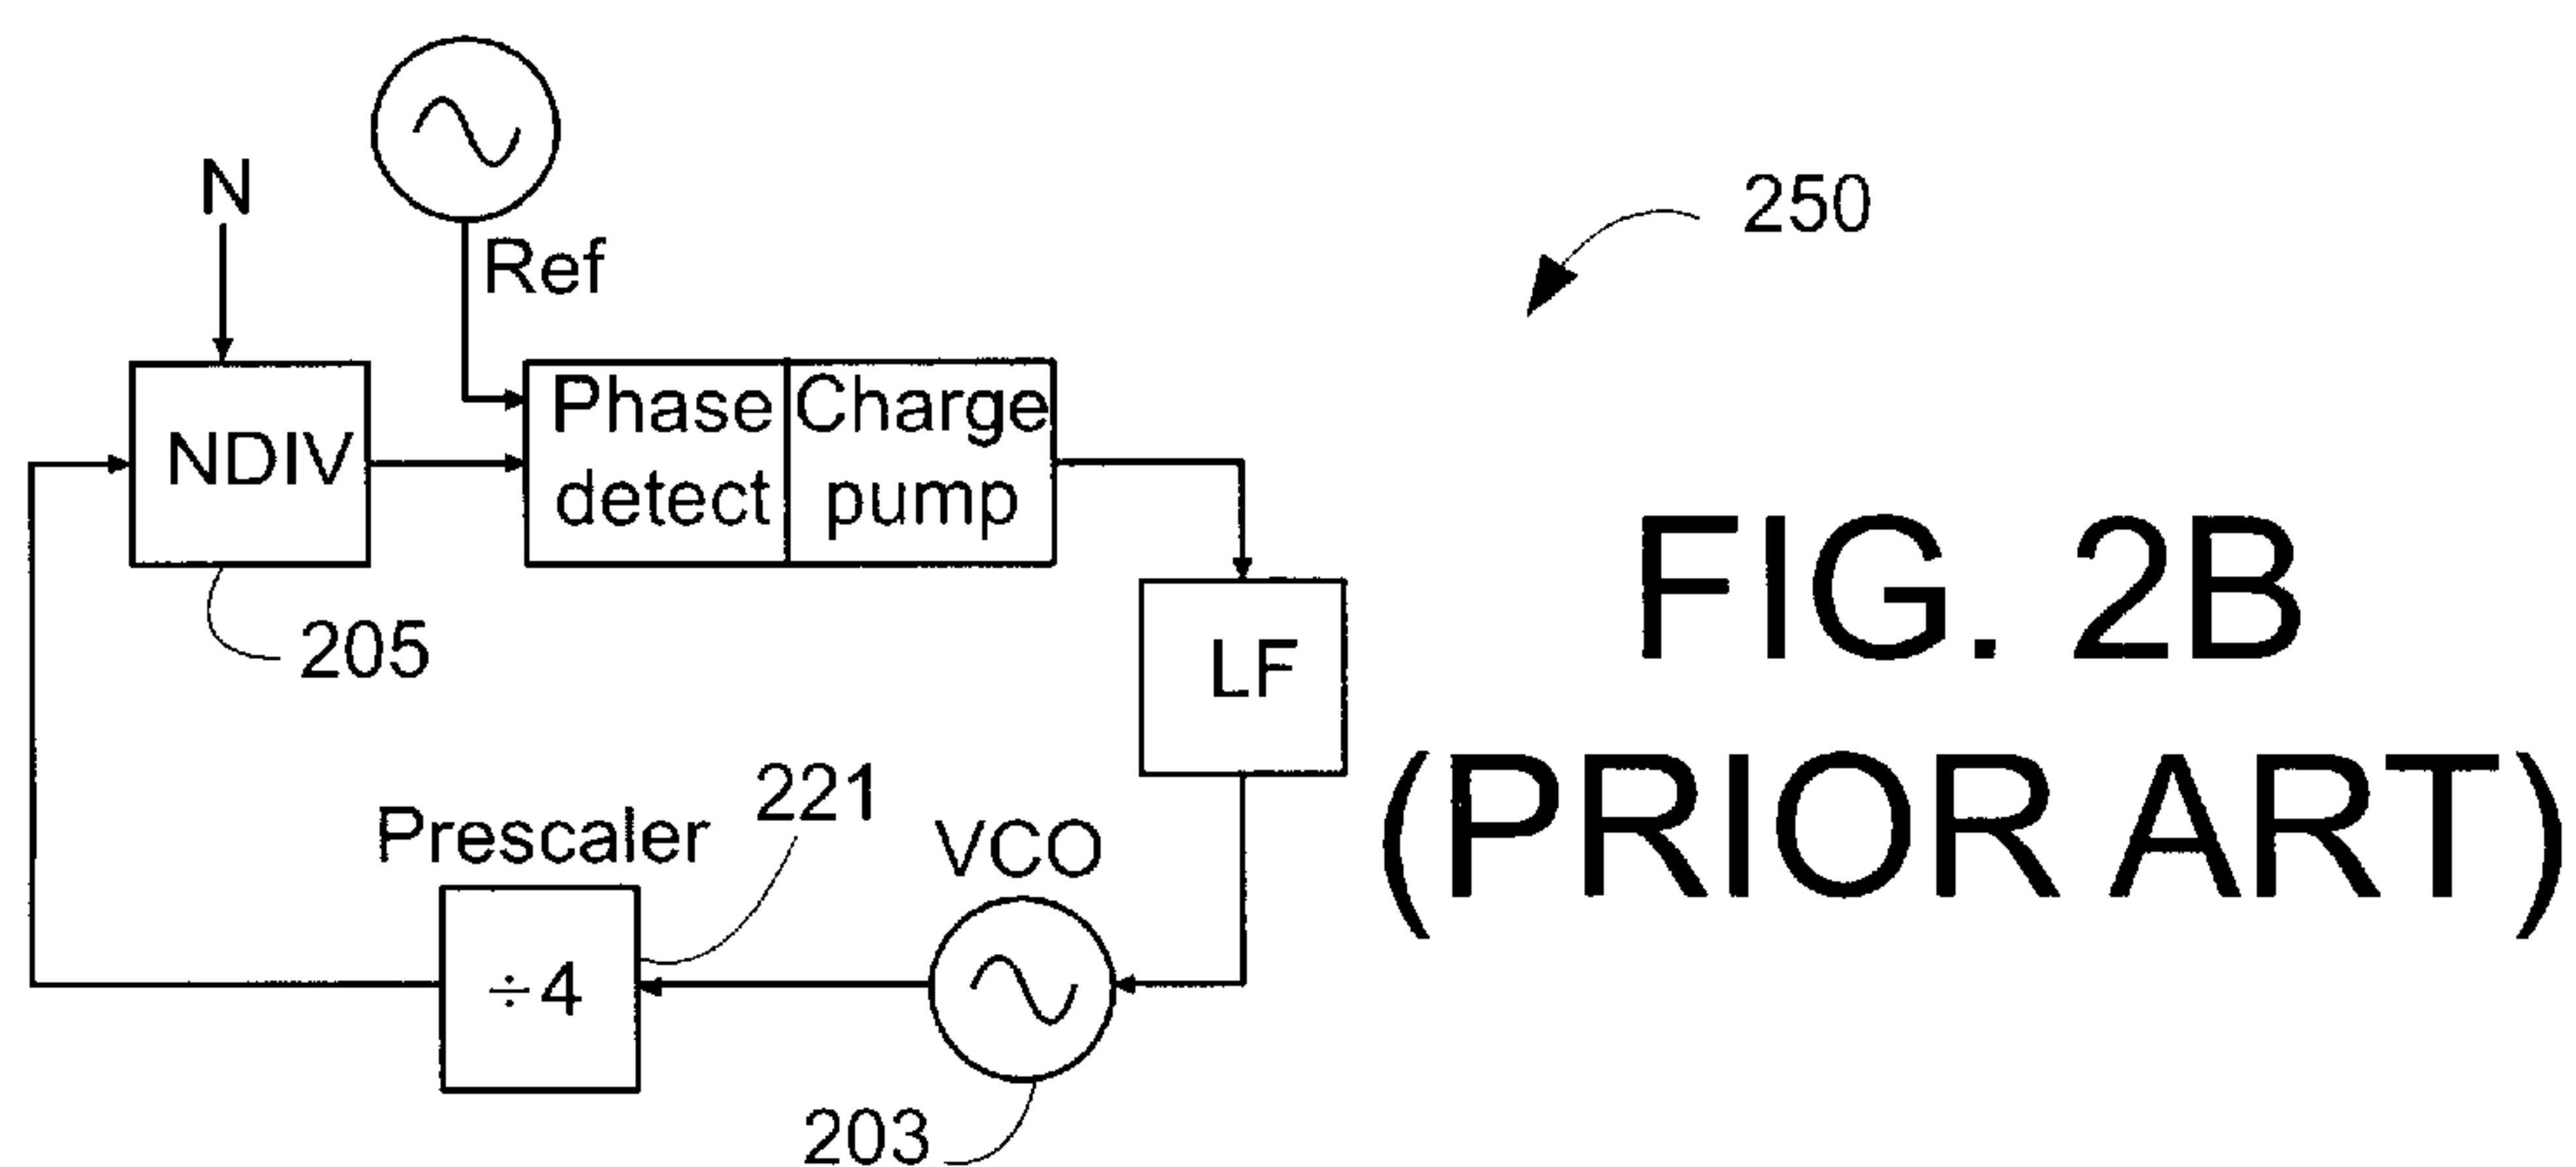 N
Ref
250
NDIV
Phase
detect
Charge
pump
205
LF
FIG. 2B
(PRIOR ART)
Prescaler
221
VCO
÷4
203